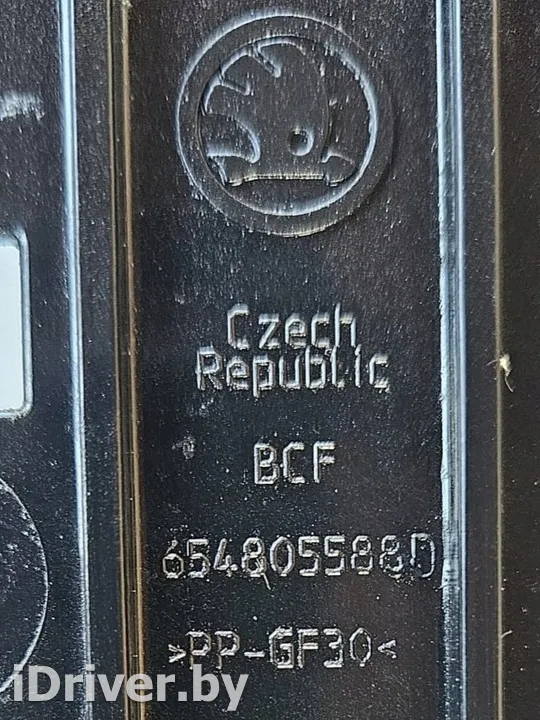 Czech
Republic
BCF
654805588D
>PP-GF30<
iDriver.by